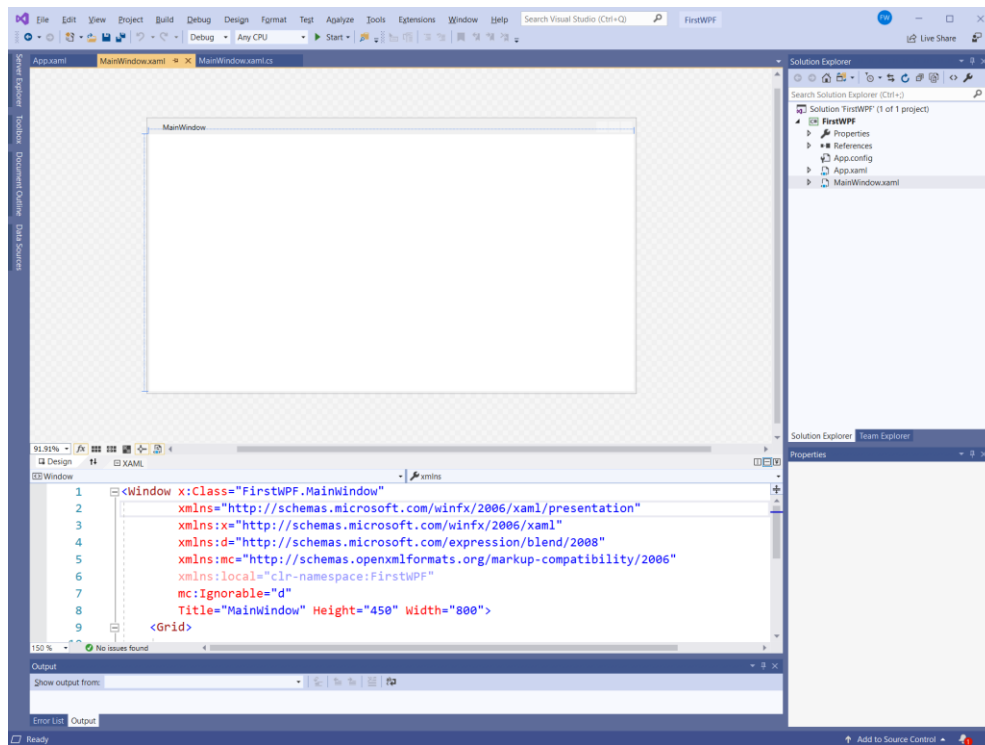 File Edit View Project Build Debug Design Format Test Analyze Tools Extensions Window Help Search Visual Studio (Ctrl+Q) FirstWPF FW
Debug Any CPU Start Live Share
Server Explorer
Toolbox
Document Outline
Data Sources
App.xaml MainWindow.xaml MainWindow.xaml.cs
MainWindow
91.91% fx
Design XAML
Window xmlns
1 <Window x:Class="FirstWPF.MainWindow"
2 xmlns="http://schemas.microsoft.com/winfx/2006/xaml/presentation"
3 xmlns:x="http://schemas.microsoft.com/winfx/2006/xaml"
4 xmlns:d="http://schemas.microsoft.com/expression/blend/2008"
5 xmlns:mc="http://schemas.openxmlformats.org/markup-compatibility/2006"
6 xmlns:local="clr-namespace:FirstWPF"
7 mc:Ignorable="d"
8 Title="MainWindow" Height="450" Width="800">
9 <Grid>
150 % No issues found
Output
Show output from:
Error List Output
Solution Explorer
Search Solution Explorer (Ctrl+;)
Solution 'FirstWPF' (1 of 1 project)
FirstWPF
Properties
References
App.config
App.xaml
MainWindow.xaml
Solution Explorer Team Explorer
Properties
Ready Add to Source Control 1